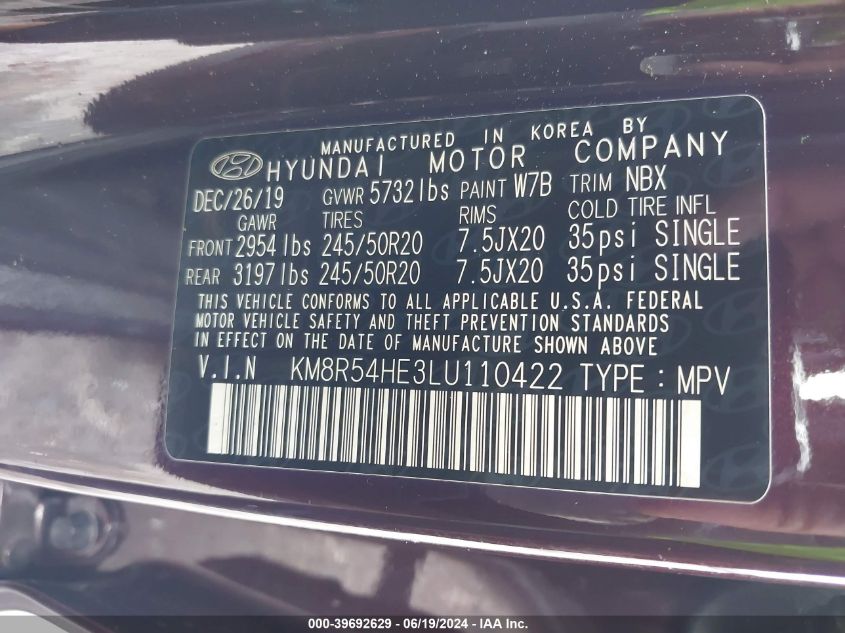 MANUFACTURED IN KOREA BY
HYUNDAI MOTOR COMPANY
DEC/26/19 GVWR 5732lbs PAINT W7B TRIM NBX
GAWR TIRES RIMS COLD TIRE INFL
FRONT 2954lbs 245/50R20 7.5JX20 35psi SINGLE
REAR 3197lbs 245/50R20 7.5JX20 35psi SINGLE
THIS VEHICLE CONFORMS TO ALL APPLICABLE U.S.A. FEDERAL
MOTOR VEHICLE SAFETY AND THEFT PREVENTION STANDARDS
IN EFFECT ON THE DATE OF MANUFACTURE SHOWN ABOVE.
V.I.N KM8R54HE3LU110422 TYPE : MPV
000-39692629 - 06/19/2024 - IAA Inc.